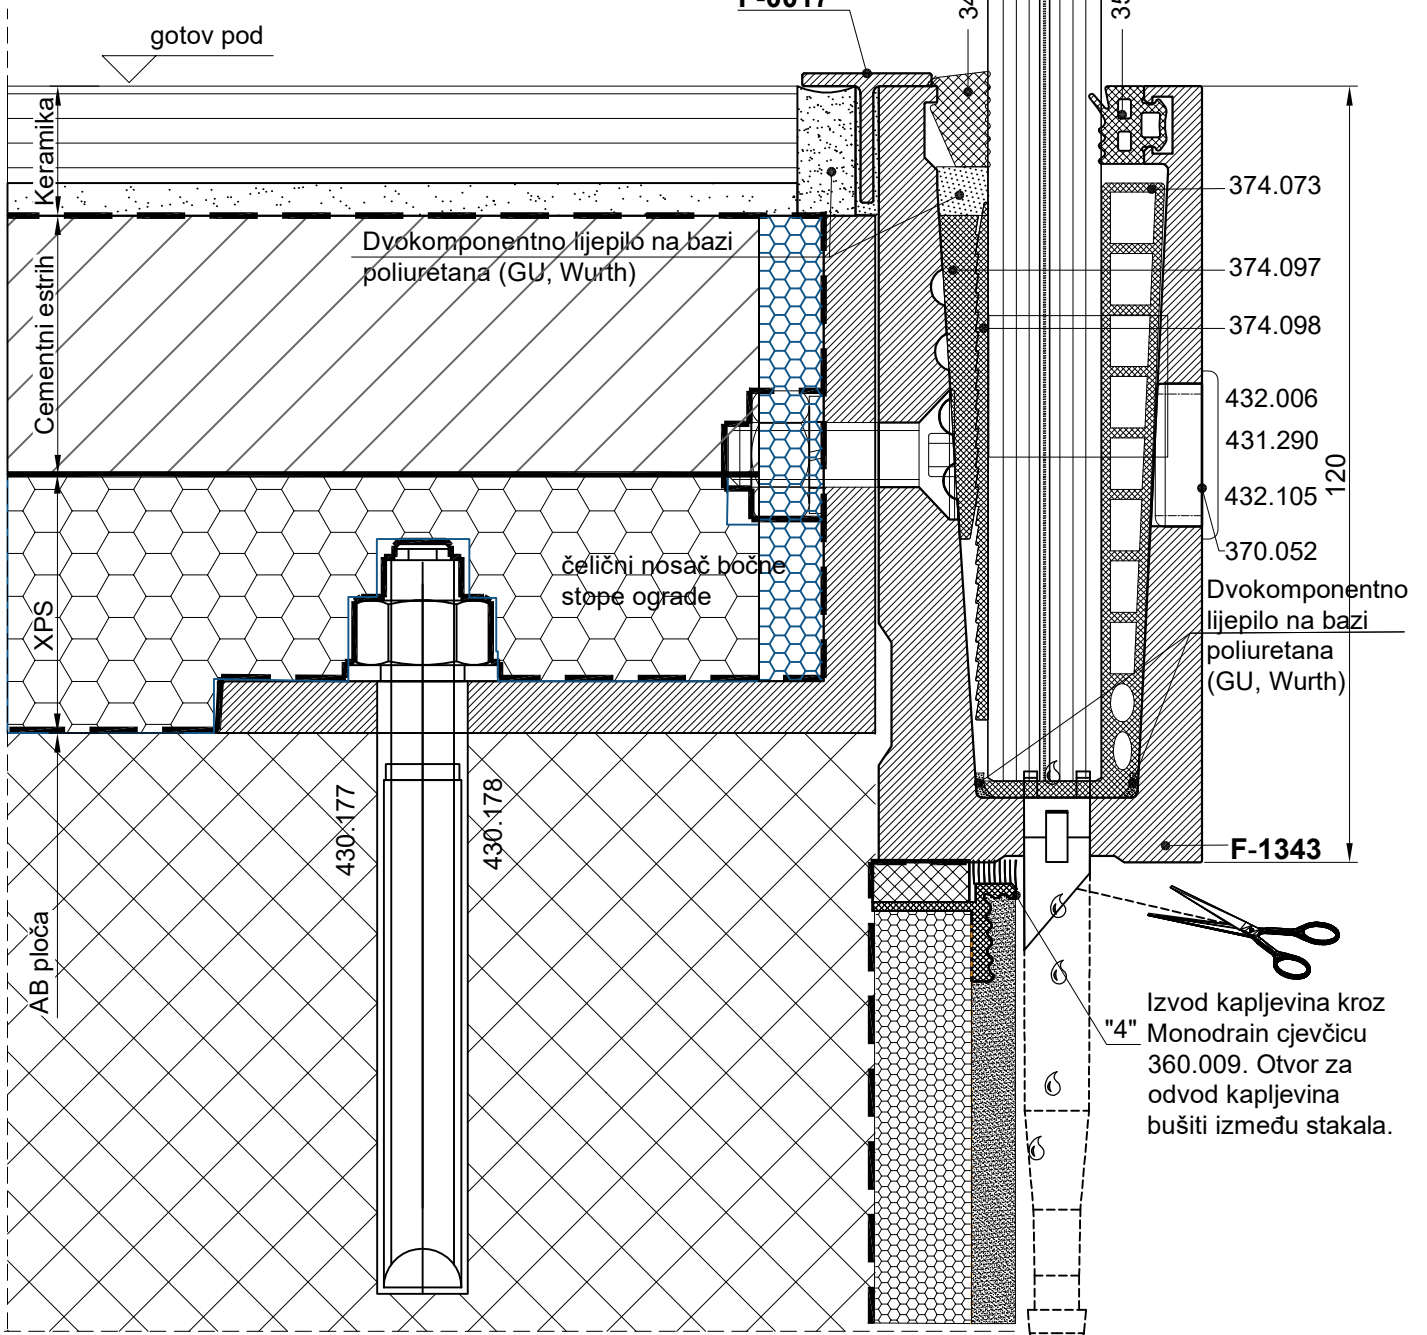 gotov pod
Keramika
Cementni estrih
XPS
AB ploča
Dvokomponentno lijepilo na bazi
poliuretana (GU, Wurth)
čelični nosač bočne
stope ograde
430.177
430.178
374.073
374.097
374.098
432.006
431.290
432.105
370.052
120
Dvokomponentno
lijepilo na bazi
poliuretana
(GU, Wurth)
F-1343
"4"
Izvod kapljevina kroz
Monodrain cjevčicu
360.009. Otvor za
odvod kapljevina
bušiti između stakala.